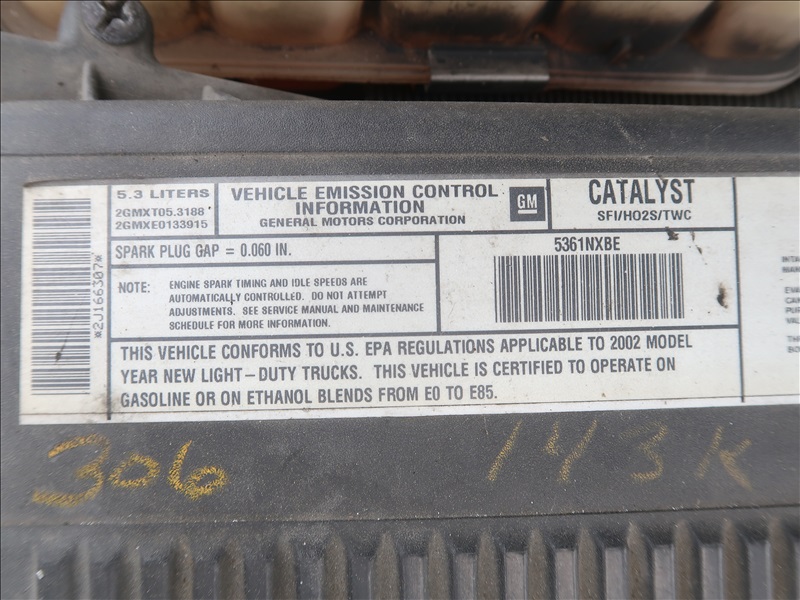 *2J166307*
5.3 LITERS
2GMXT05.3188
2GMXE0133915
VEHICLE EMISSION CONTROL
INFORMATION
GENERAL MOTORS CORPORATION
GM
CATALYST
SFI/HO2S/TWC
SPARK PLUG GAP = 0.060 IN.
NOTE: ENGINE SPARK TIMING AND IDLE SPEEDS ARE
AUTOMATICALLY CONTROLLED. DO NOT ATTEMPT
ADJUSTMENTS. SEE SERVICE MANUAL AND MAINTENANCE
SCHEDULE FOR MORE INFORMATION.
5361NXBE
THIS VEHICLE CONFORMS TO U.S. EPA REGULATIONS APPLICABLE TO 2002 MODEL
YEAR NEW LIGHT-DUTY TRUCKS. THIS VEHICLE IS CERTIFIED TO OPERATE ON
GASOLINE OR ON ETHANOL BLENDS FROM E0 TO E85.
306
143K